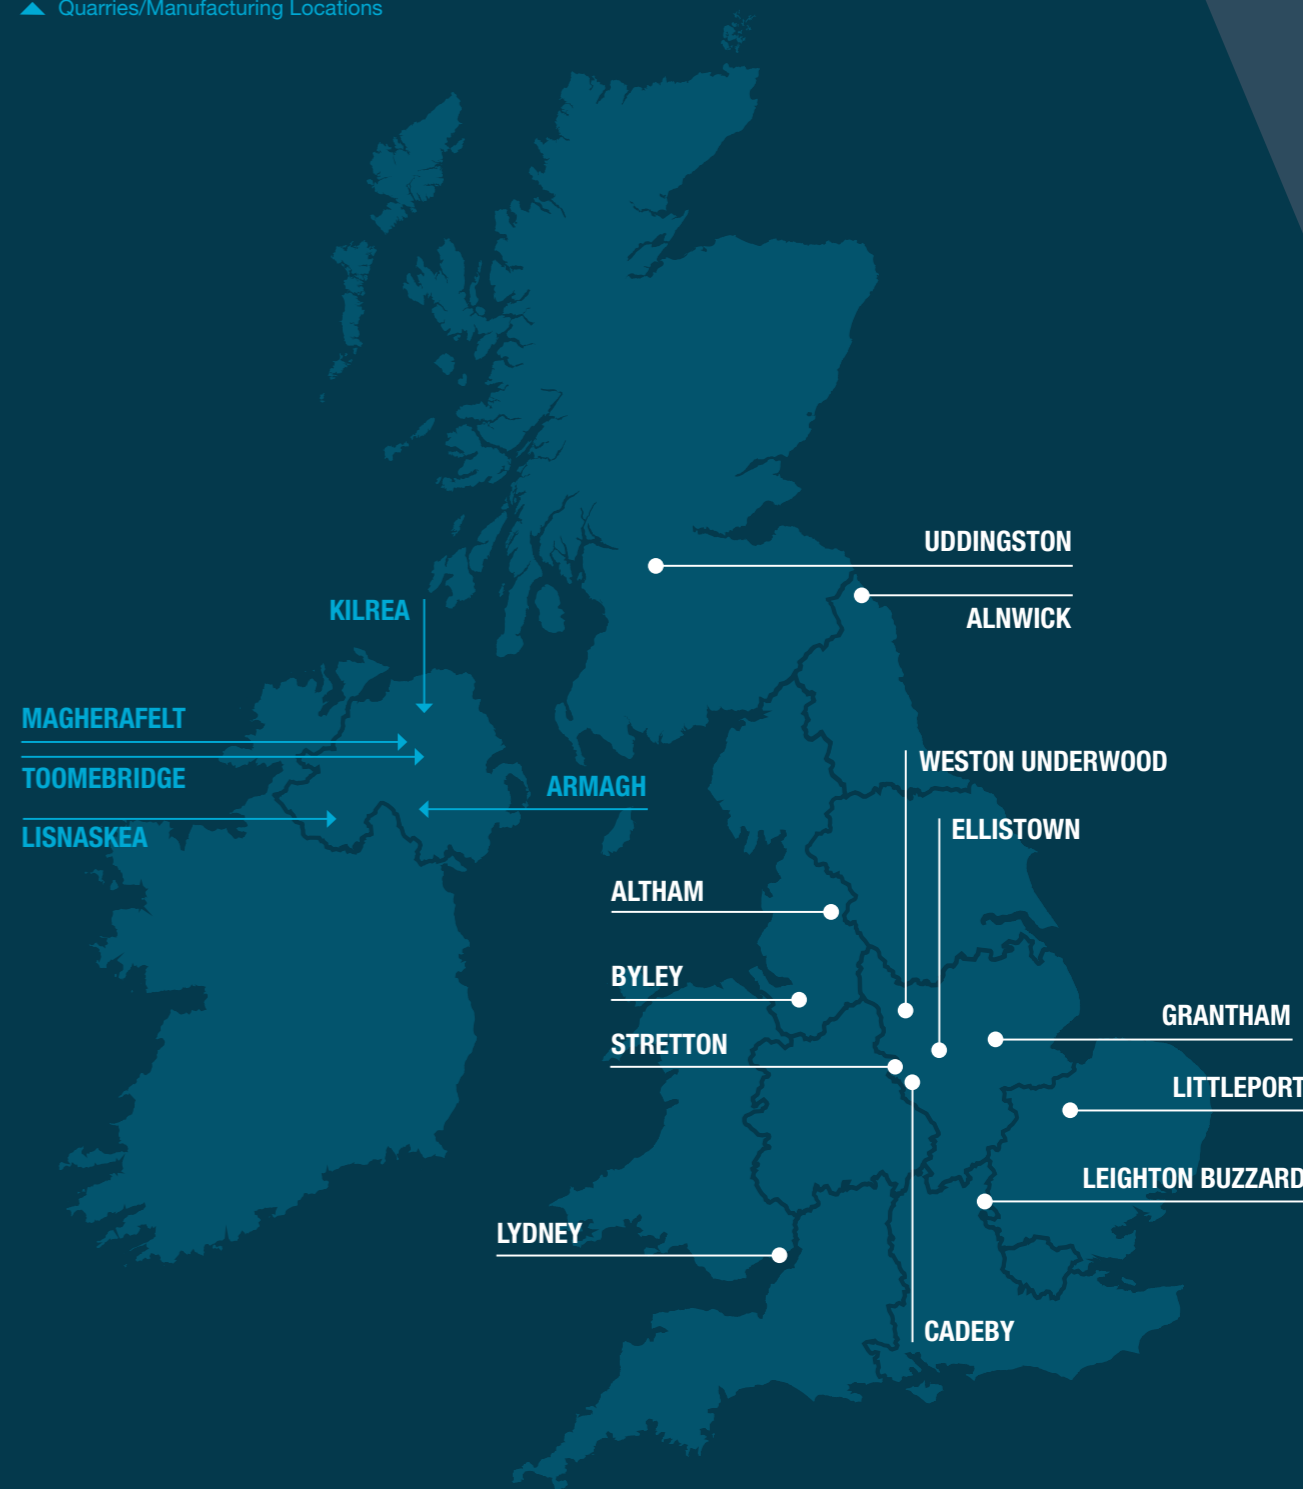 Quarries/Manufacturing Locations
UDDINGSTON
ALNWICK
KILREA
MAGHERAFELT
TOOMEBRIDGE
ARMAGH
LISNASKEA
WESTON UNDERWOOD
ELLISTOWN
ALTHAM
BYLEY
STRETTON
GRANTHAM
LITTLEPORT
LEIGHTON BUZZARD
LYDNEY
CADEBY